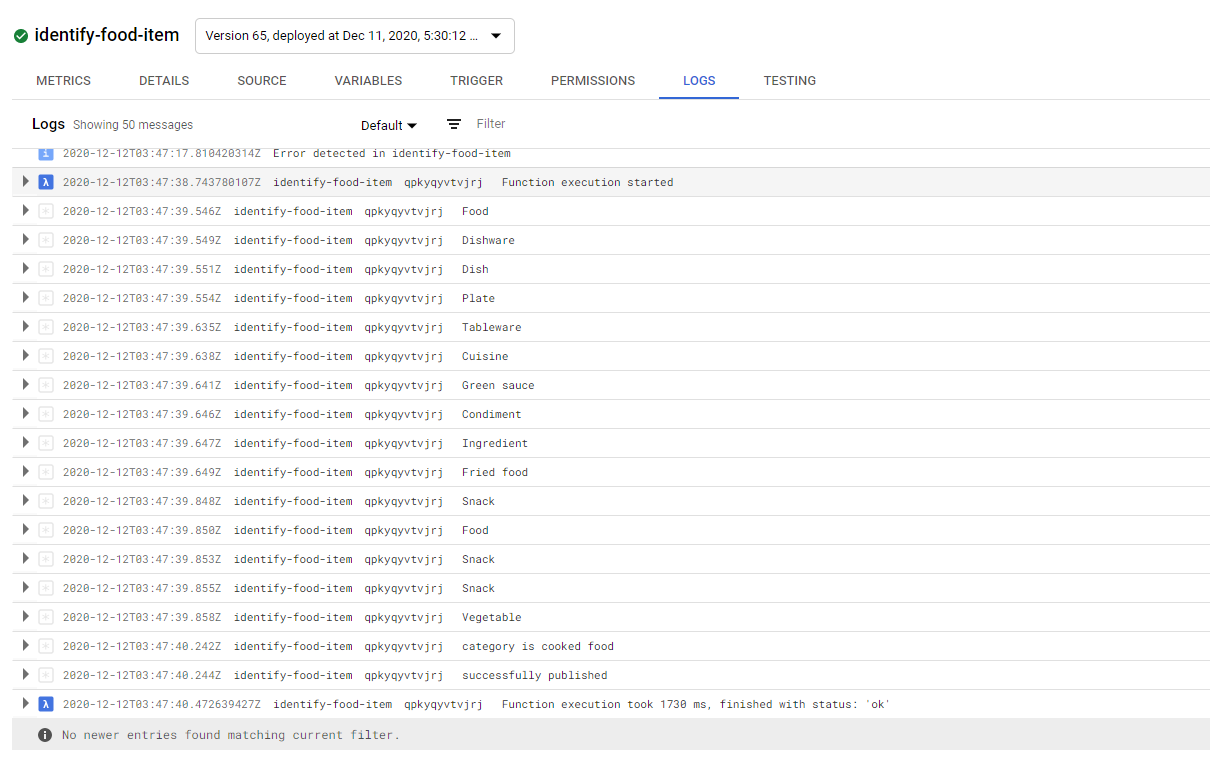 identify-food-item Version 65, deployed at Dec 11, 2020, 5:30:12 ...
METRICS DETAILS SOURCE VARIABLES TRIGGER PERMISSIONS LOGS TESTING
Logs Showing 50 messages Default Filter
i 2020-12-12T03:47:17.810420314Z Error detected in identify-food-item
λ 2020-12-12T03:47:38.743780107Z identify-food-item qpkyqyvtvjrj Function execution started
2020-12-12T03:47:39.546Z identify-food-item qpkyqyvtvjrj Food
2020-12-12T03:47:39.549Z identify-food-item qpkyqyvtvjrj Dishware
2020-12-12T03:47:39.551Z identify-food-item qpkyqyvtvjrj Dish
2020-12-12T03:47:39.554Z identify-food-item qpkyqyvtvjrj Plate
2020-12-12T03:47:39.635Z identify-food-item qpkyqyvtvjrj Tableware
2020-12-12T03:47:39.638Z identify-food-item qpkyqyvtvjrj Cuisine
2020-12-12T03:47:39.641Z identify-food-item qpkyqyvtvjrj Green sauce
2020-12-12T03:47:39.646Z identify-food-item qpkyqyvtvjrj Condiment
2020-12-12T03:47:39.647Z identify-food-item qpkyqyvtvjrj Ingredient
2020-12-12T03:47:39.649Z identify-food-item qpkyqyvtvjrj Fried food
2020-12-12T03:47:39.848Z identify-food-item qpkyqyvtvjrj Snack
2020-12-12T03:47:39.850Z identify-food-item qpkyqyvtvjrj Food
2020-12-12T03:47:39.853Z identify-food-item qpkyqyvtvjrj Snack
2020-12-12T03:47:39.855Z identify-food-item qpkyqyvtvjrj Snack
2020-12-12T03:47:39.858Z identify-food-item qpkyqyvtvjrj Vegetable
2020-12-12T03:47:40.242Z identify-food-item qpkyqyvtvjrj category is cooked food
2020-12-12T03:47:40.244Z identify-food-item qpkyqyvtvjrj successfully published
λ 2020-12-12T03:47:40.472639427Z identify-food-item qpkyqyvtvjrj Function execution took 1730 ms, finished with status: 'ok'
No newer entries found matching current filter.